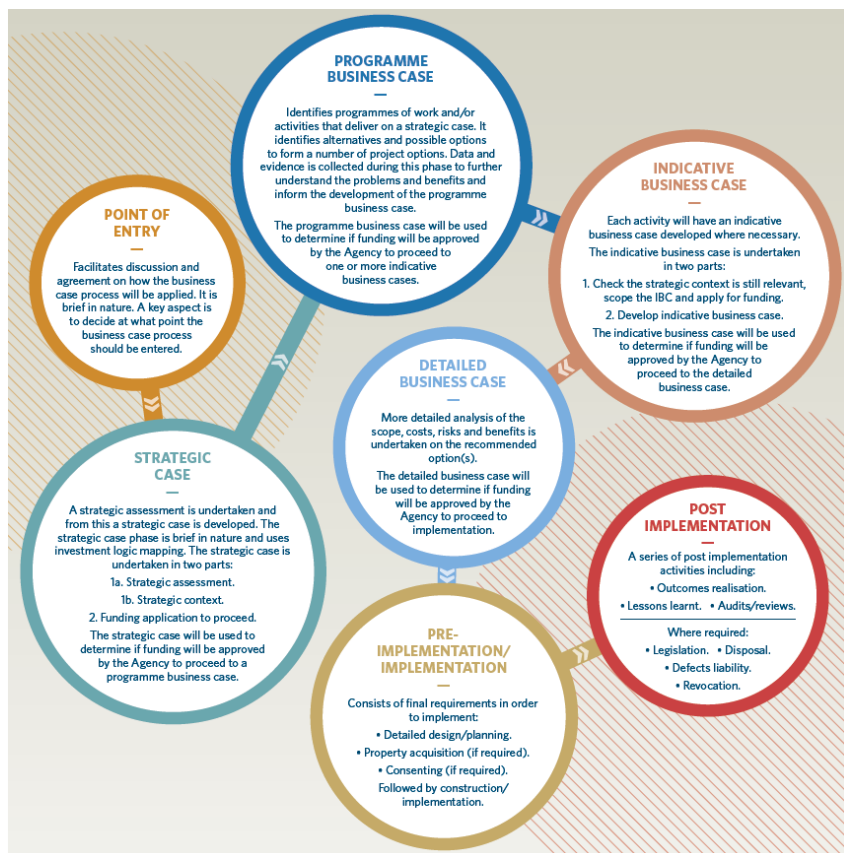 POINT OF
ENTRY
Facilitates discussion and
agreement on how the business
case process will be applied. It is
brief in nature. A key aspect is
to decide at what point the
business case process
should be entered.
STRATEGIC
CASE
A strategic assessment is undertaken and
from this a strategic case is developed. The
strategic case phase is brief in nature and uses
investment logic mapping. The strategic case is
undertaken in two parts:
1a. Strategic assessment.
1b. Strategic context.
2. Funding application to proceed.
The strategic case will be used to
determine if funding will be approved
by the Agency to proceed to a
programme business case.
PROGRAMME
BUSINESS CASE
Identifies programmes of work and/or
activities that deliver on a strategic case. It
identifies alternatives and possible options
to form a number of project options. Data and
evidence is collected during this phase to further
understand the problems and benefits and
inform the development of the programme
business case.
The programme business case will be used
to determine if funding will be approved
by the Agency to proceed to
one or more indicative
business cases.
INDICATIVE
BUSINESS CASE
Each activity will have an indicative
business case developed where necessary.
The indicative business case is undertaken
in two parts:
1. Check the strategic context is still relevant,
scope the IBC and apply for funding.
2. Develop indicative business case.
The indicative business case will be used
to determine if funding will be
approved by the Agency to
proceed to the detailed
business case.
DETAILED
BUSINESS CASE
More detailed analysis of the
scope, costs, risks and benefits is
undertaken on the recommended
option(s).
The detailed business case will
be used to determine if funding
will be approved by the
Agency to proceed to
implementation.
PRE-
IMPLEMENTATION/
IMPLEMENTATION
Consists of final requirements in order
to implement:
• Detailed design/planning.
• Property acquisition (if required).
• Consenting (if required).
Followed by construction/
implementation.
POST
IMPLEMENTATION
A series of post implementation
activities including:
• Outcomes realisation.
• Lessons learnt. • Audits/reviews.
Where required:
• Legislation. • Disposal.
• Defects liability.
• Revocation.